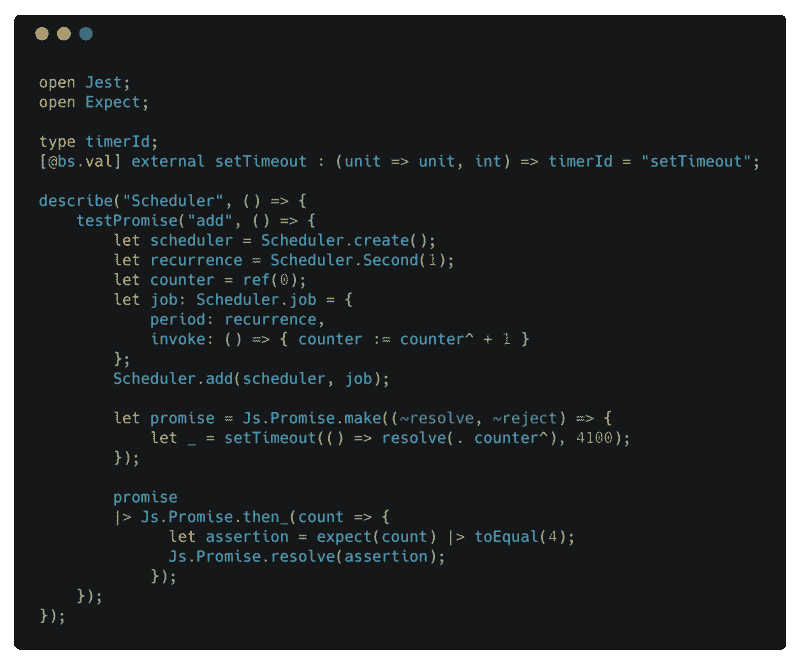 open Jest;
open Expect;

type timerId;
[@bs.val] external setTimeout : (unit => unit, int) => timerId = "setTimeout";

describe("Scheduler", () => {
    testPromise("add", () => {
        let scheduler = Scheduler.create();
        let recurrence = Scheduler.Second(1);
        let counter = ref(0);
        let job: Scheduler.job = {
            period: recurrence,
            invoke: () => { counter := counter^ + 1 }
        };
        Scheduler.add(scheduler, job);

        let promise = Js.Promise.make((~resolve, ~reject) => {
            let _ = setTimeout(() => resolve(. counter^), 4100);
        });

        promise
        |> Js.Promise.then_(count => {
              let assertion = expect(count) |> toEqual(4);
              Js.Promise.resolve(assertion);
            });
    });
});